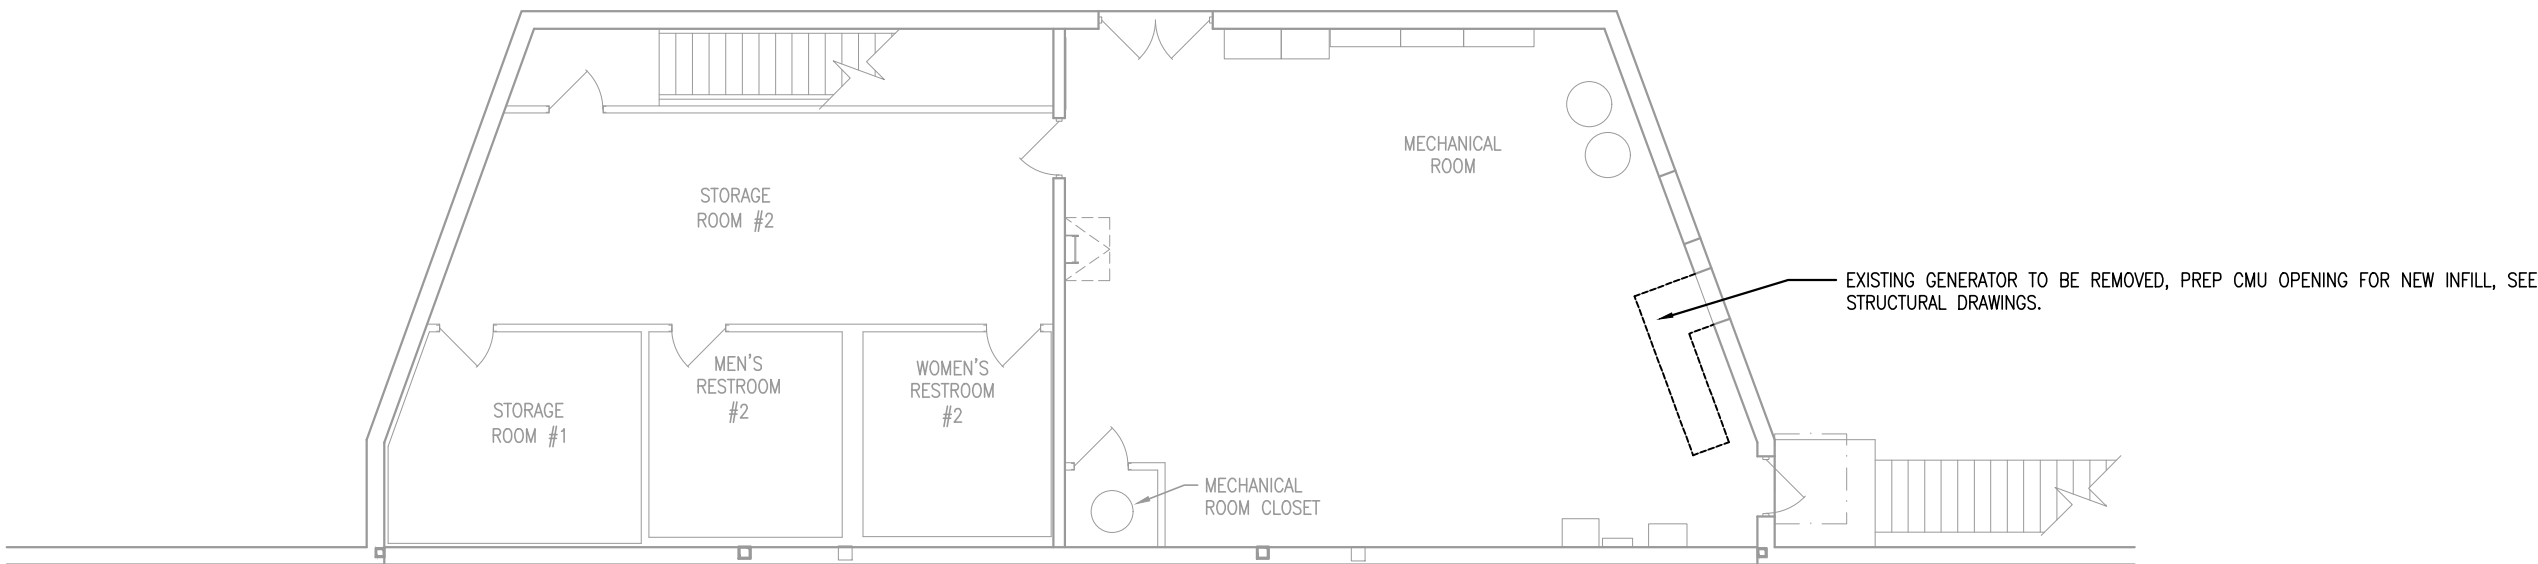 MECHANICAL
ROOM
STORAGE
ROOM #2
EXISTING GENERATOR TO BE REMOVED, PREP CMU OPENING FOR NEW INFILL, SEE
STRUCTURAL DRAWINGS.
MEN'S
RESTROOM
#2
WOMEN'S
RESTROOM
#2
STORAGE
ROOM #1
MECHANICAL
ROOM CLOSET